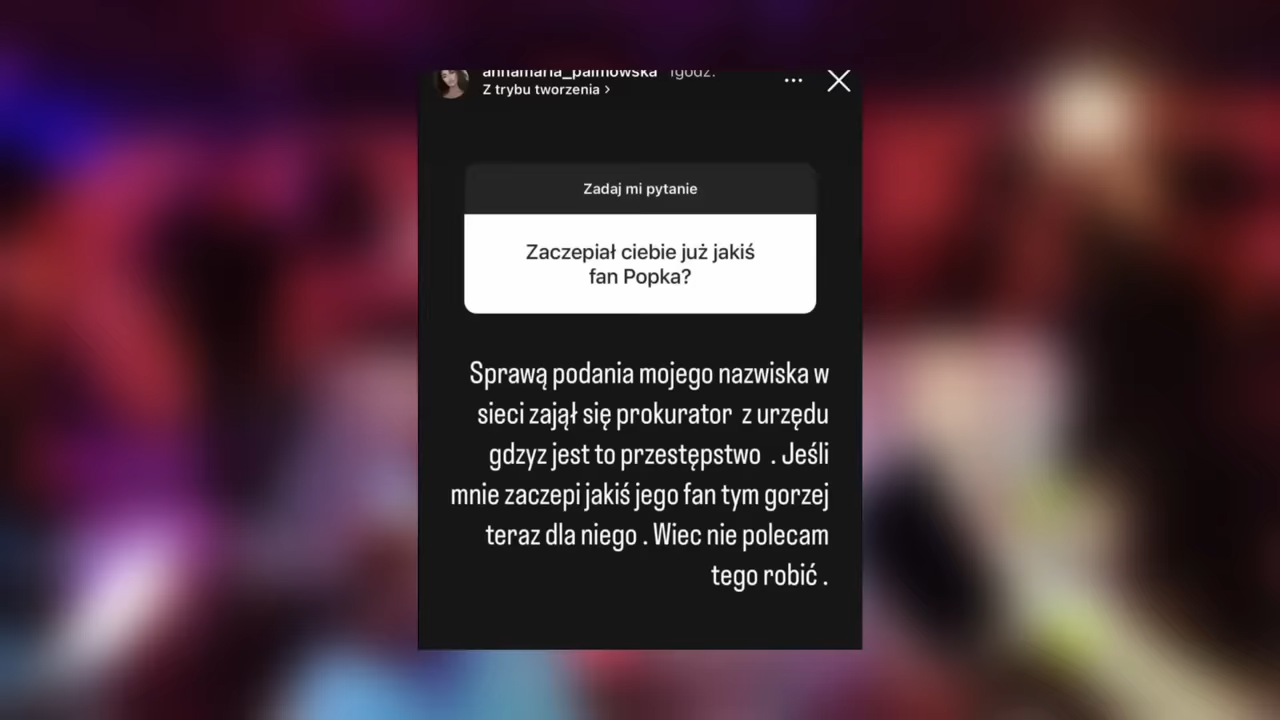 annamaria_palmowska 1godz.
Z trybu tworzenia >
Zadaj mi pytanie
Zaczepiał ciebie już jakiś
fan Popka?
Sprawą podania mojego nazwiska w
sieci zajął się prokurator z urzędu
gdzyz jest to przestępstwo . Jeśli
mnie zaczepi jakiś jego fan tym gorzej
teraz dla niego . Wiec nie polecam
tego robić .